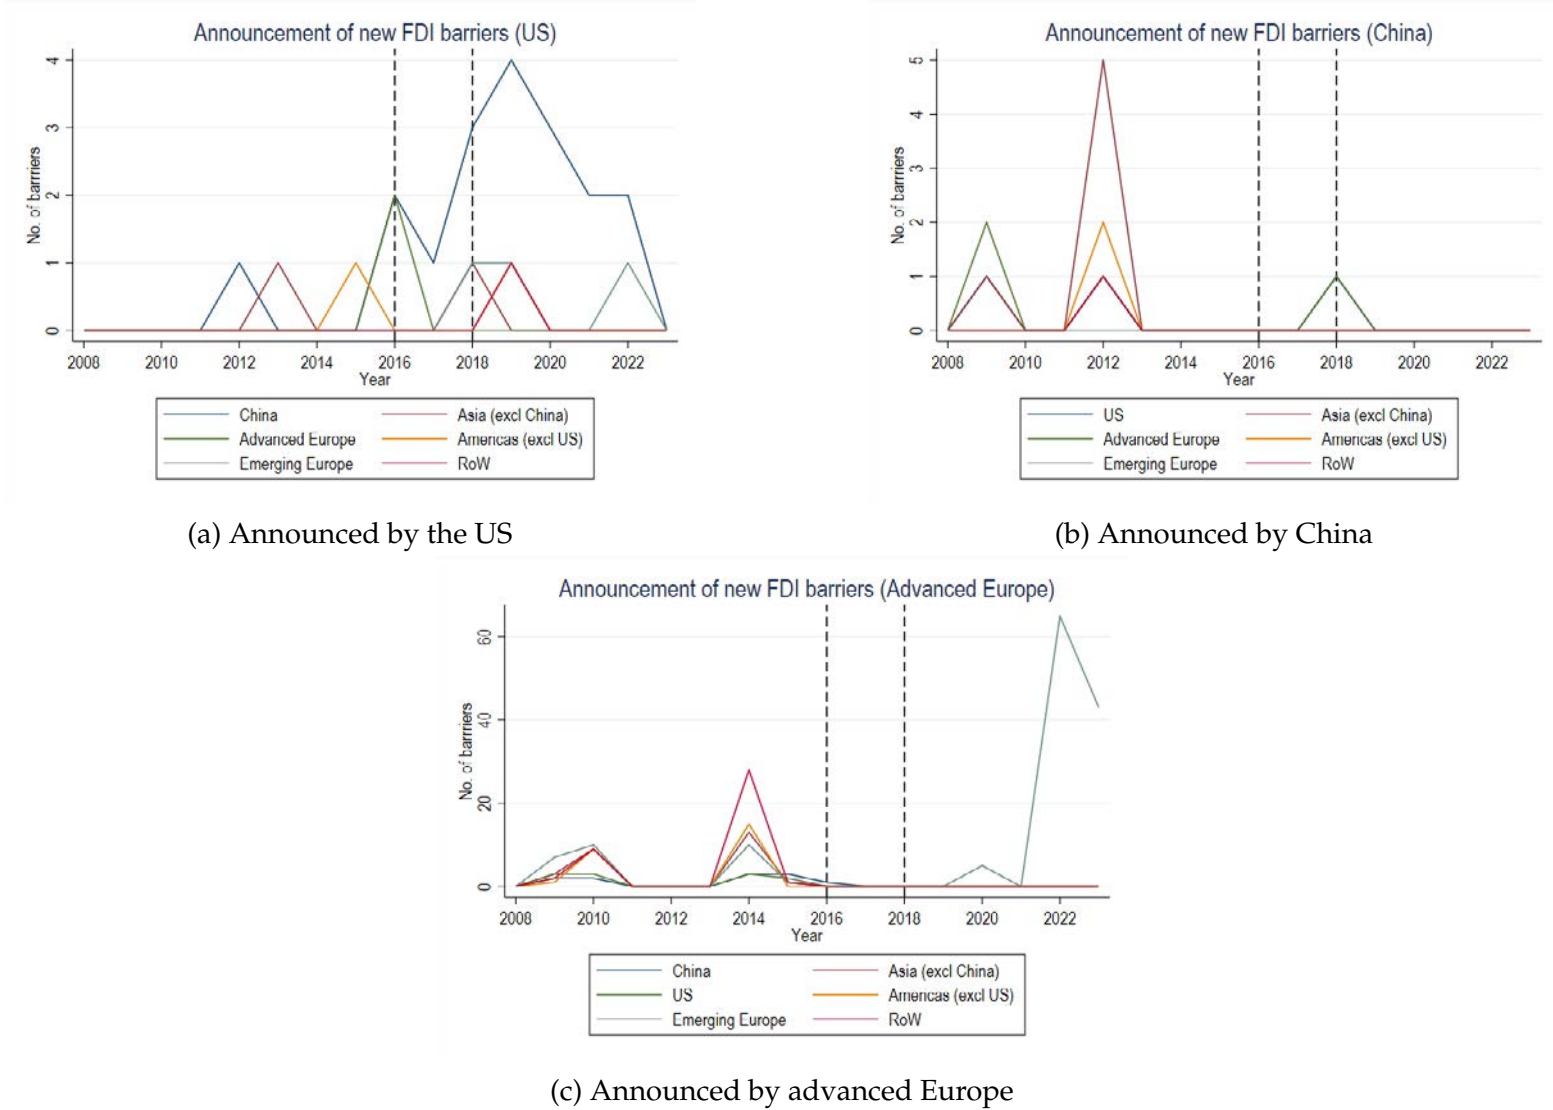 Announcement of new FDI barriers (US)
No. of barrriers
4
3
2
1
0
2008 2010 2012 2014 2016 2018 2020 2022
Year
China Asia (excl China)
Advanced Europe Americas (excl US)
Emerging Europe RoW
(a) Announced by the US
Announcement of new FDI barriers (China)
No. of barrriers
5
4
3
2
1
0
2008 2010 2012 2014 2016 2018 2020 2022
Year
US Asia (excl China)
Advanced Europe Americas (excl US)
Emerging Europe RoW
(b) Announced by China
Announcement of new FDI barriers (Advanced Europe)
No. of barrriers
60
40
20
0
2008 2010 2012 2014 2016 2018 2020 2022
Year
China Asia (excl China)
US Americas (excl US)
Emerging Europe RoW
(c) Announced by advanced Europe